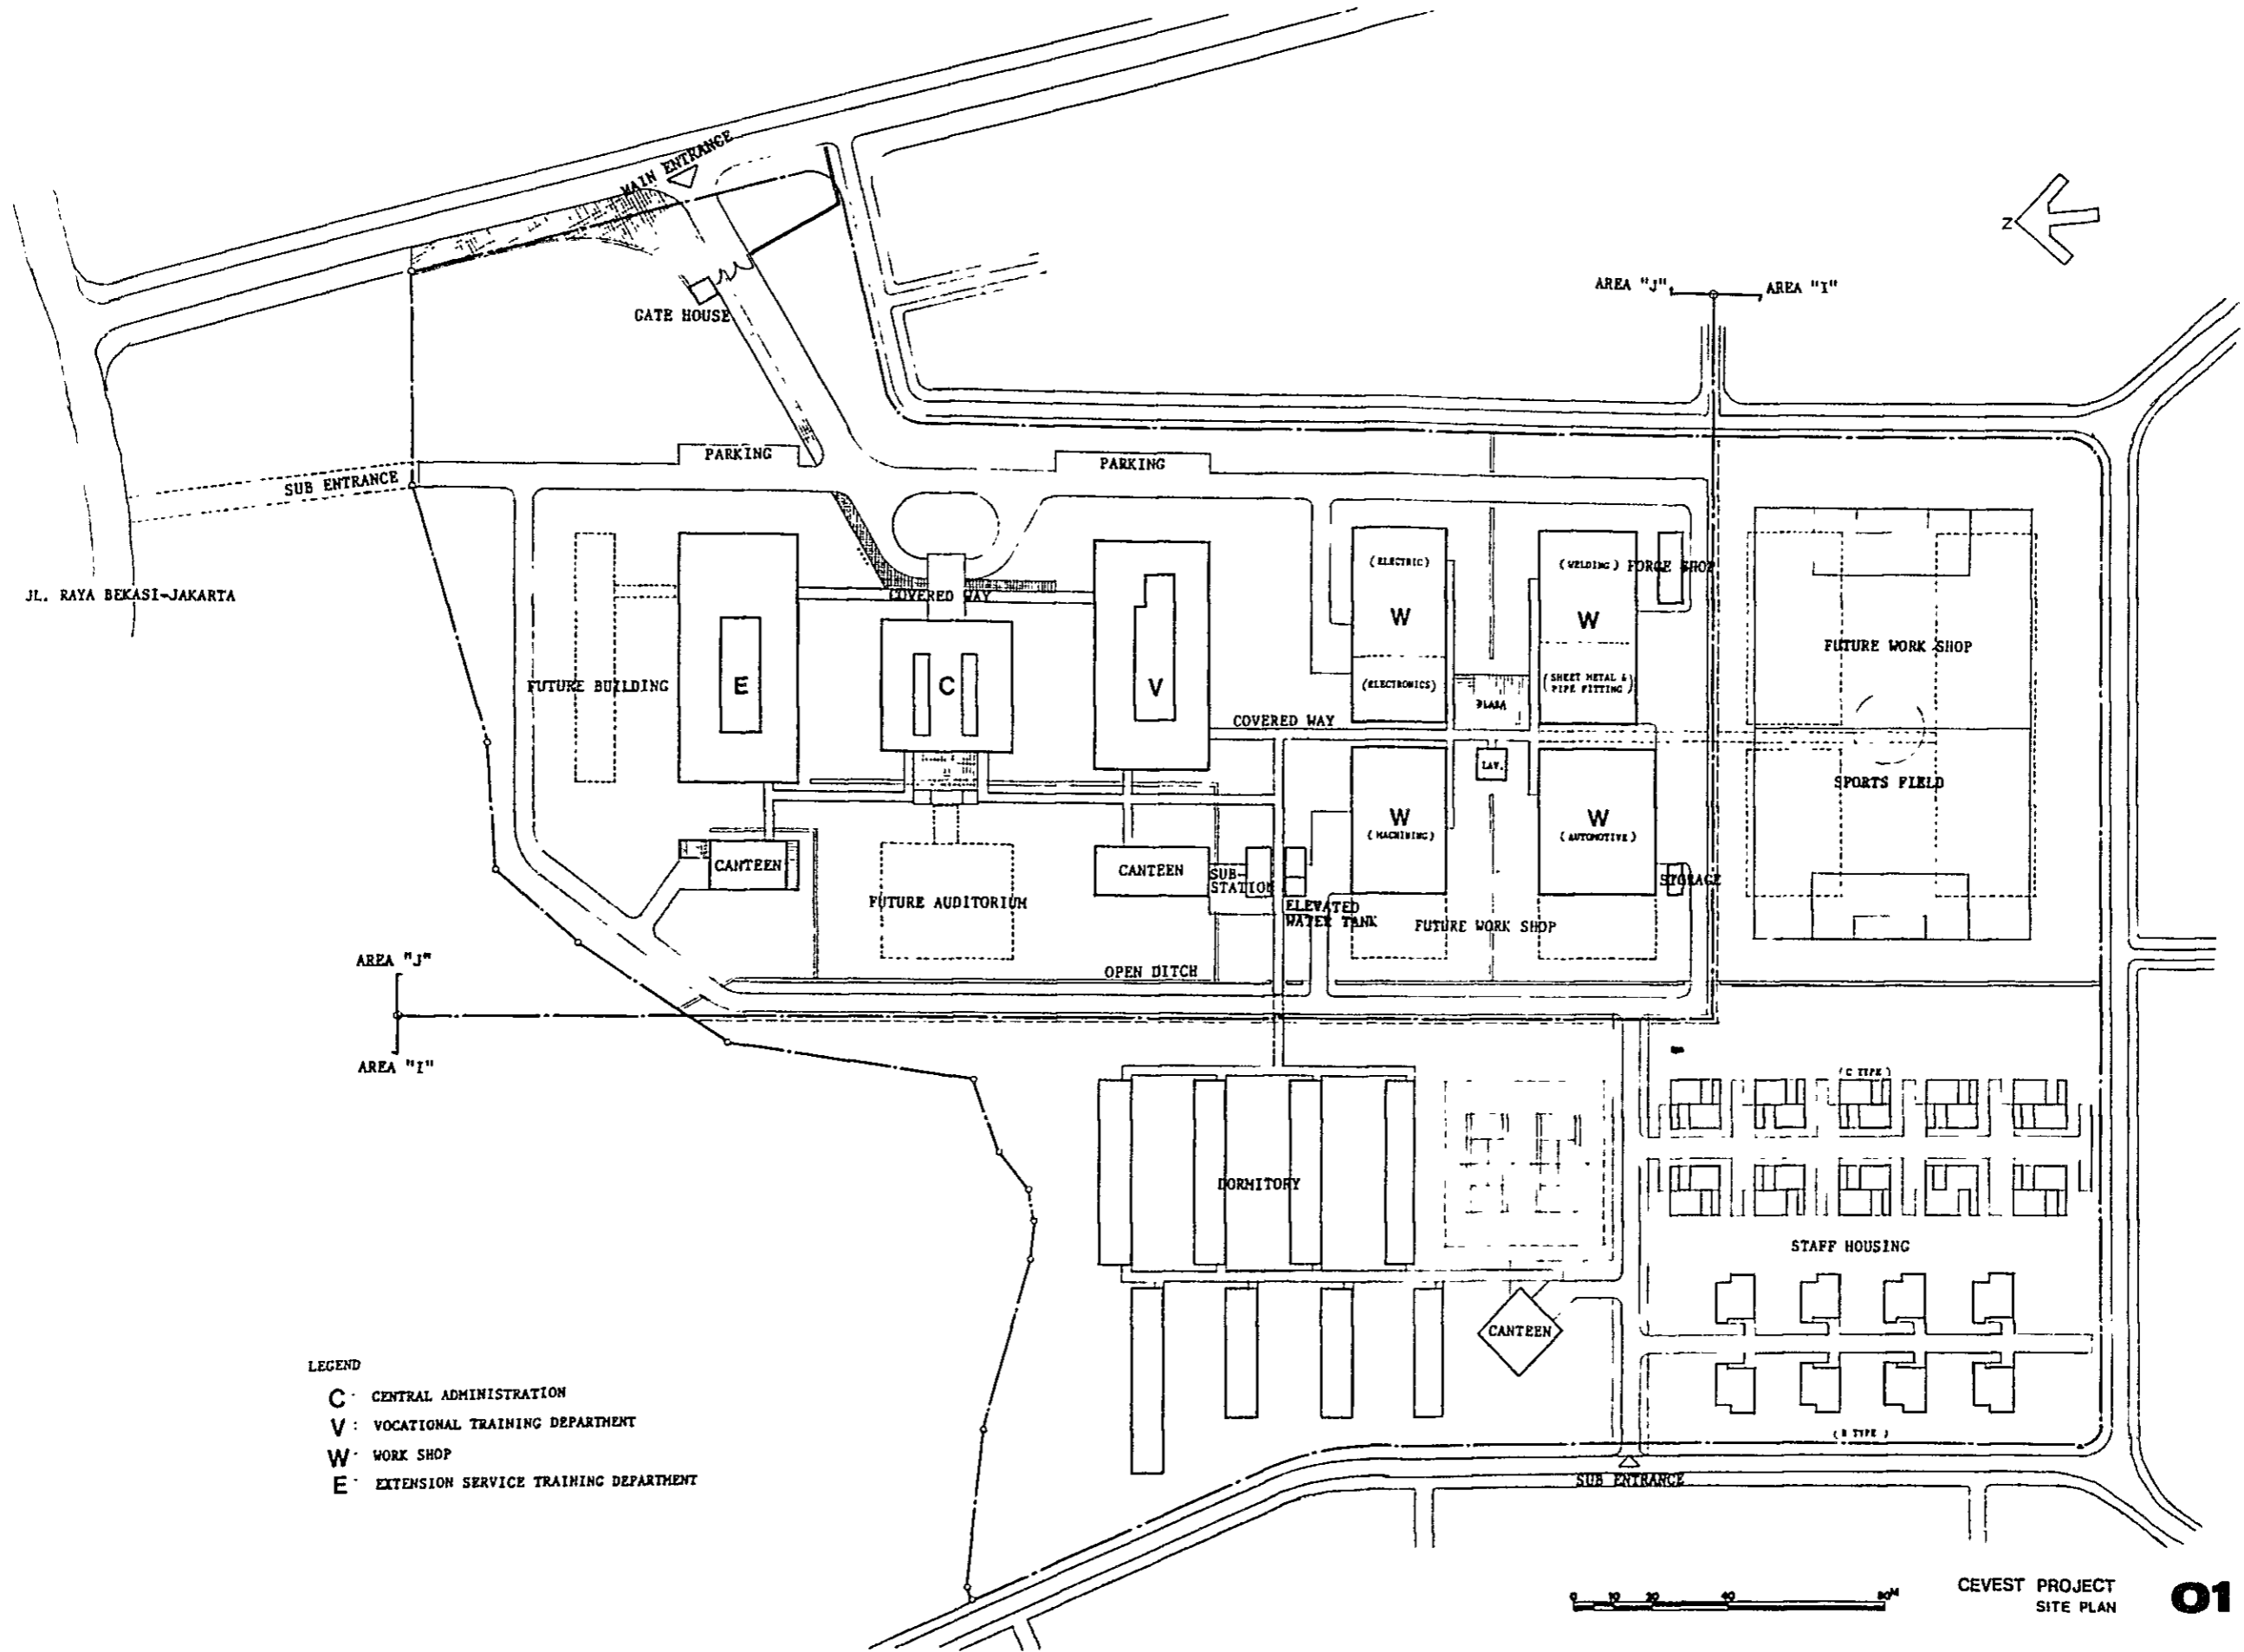 MAIN ENTRANCE
GATE HOUSE
N
AREA "J"
AREA "I"
PARKING
PARKING
SUB ENTRANCE
JL. RAYA BEKASI-JAKARTA
COVERED WAY
FUTURE BUILDING
E
C
V
(ELECTRIC)
W
(ELECTRONICS)
(WELDING)
FORGE SHOP
W
(SHEET METAL &
PIPE FITTING)
PLAZA
FUTURE WORK SHOP
COVERED WAY
LAV.
SPORTS FIELD
W
(MACHINING)
W
(AUTOMOTIVE)
CANTEEN
CANTEEN
SUB-
STATION
STORAGE
FUTURE AUDITORIUM
ELEVATED
WATER TANK
FUTURE WORK SHOP
OPEN DITCH
AREA "J"
AREA "I"
(C TYPE)
DORMITORY
STAFF HOUSING
CANTEEN
(B TYPE)
SUB ENTRANCE
LEGEND
C : CENTRAL ADMINISTRATION
V : VOCATIONAL TRAINING DEPARTMENT
W : WORK SHOP
E : EXTENSION SERVICE TRAINING DEPARTMENT
0 10 20 40 80M
CEVEST PROJECT
SITE PLAN
01